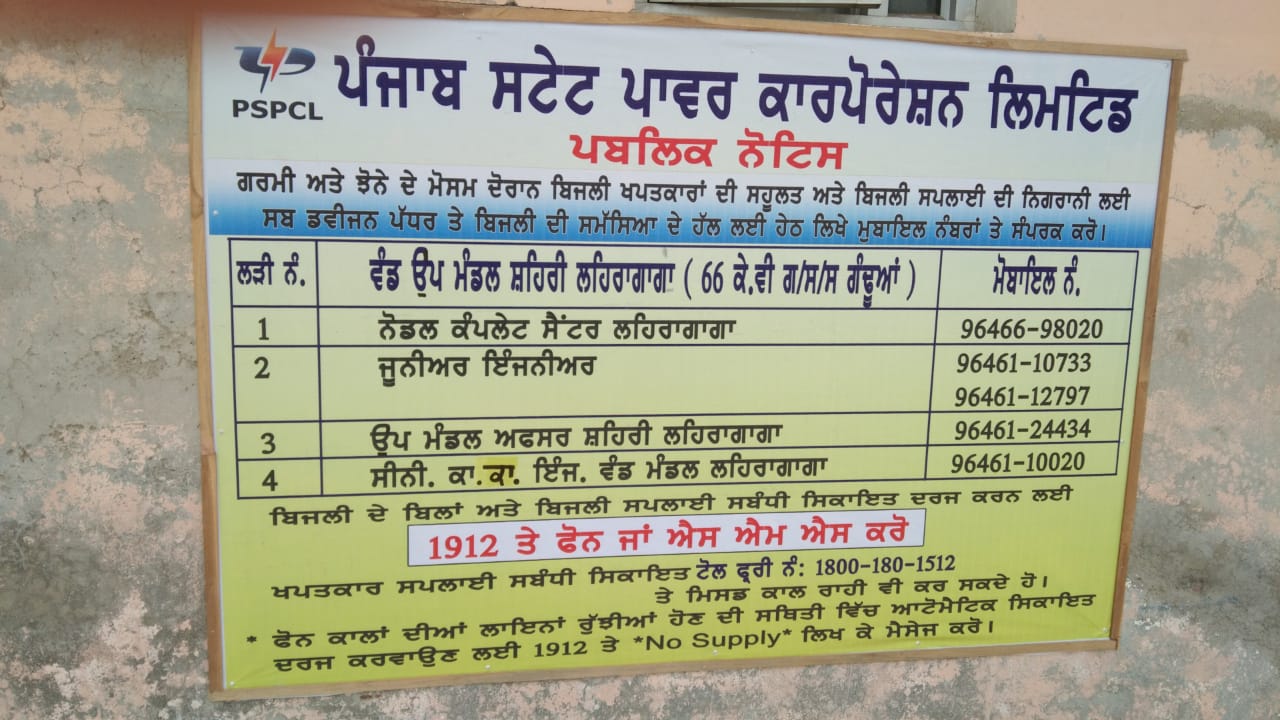 PSPCL
ਪੰਜਾਬ ਸਟੇਟ ਪਾਵਰ ਕਾਰਪੋਰੇਸ਼ਨ ਲਿਮਟਿਡ
ਪਬਲਿਕ ਨੋਟਿਸ
ਗਰਮੀ ਅਤੇ ਝੋਨੇ ਦੇ ਮੋਸਮ ਦੋਰਾਨ ਬਿਜਲੀ ਖਪਤਕਾਰਾਂ ਦੀ ਸਹੂਲਤ ਅਤੇ ਬਿਜਲੀ ਸਪਲਾਈ ਦੀ ਨਿਗਰਾਨੀ ਲਈ
ਸਬ ਡਵੀਜਨ ਪੱਧਰ ਤੇ ਬਿਜਲੀ ਦੀ ਸਮੱਸਿਆ ਦੇ ਹੱਲ ਲਈ ਹੇਠ ਲਿਖੇ ਮੁਬਾਇਲ ਨੰਬਰਾਂ ਤੇ ਸੰਪਰਕ ਕਰੋ।
ਲੜੀ ਨੰ. ਵੰਡ ਉਪ ਮੰਡਲ ਸ਼ਹਿਰੀ ਲਹਿਰਾਗਾਗਾ ( 66 ਕੇ.ਵੀ ਗ/ਸ/ਸ ਗੰਢੂਆਂ ) ਮੋਬਾਇਲ ਨੰ.
1 ਨੋਡਲ ਕੰਪਲੇਟ ਸੈਂਟਰ ਲਹਿਰਾਗਾਗਾ 96466-98020
2 ਜੂਨੀਅਰ ਇੰਜਨੀਅਰ 96461-10733
96461-12797
3 ਉਪ ਮੰਡਲ ਅਫਸਰ ਸ਼ਹਿਰੀ ਲਹਿਰਾਗਾਗਾ 96461-24434
4 ਸੀਨੀ. ਕਾ.ਕਾ. ਇੰਜ. ਵੰਡ ਮੰਡਲ ਲਹਿਰਾਗਾਗਾ 96461-10020
ਬਿਜਲੀ ਦੇ ਬਿਲਾਂ ਅਤੇ ਬਿਜਲੀ ਸਪਲਾਈ ਸਬੰਧੀ ਸਿਕਾਇਤ ਦਰਜ ਕਰਨ ਲਈ
1912 ਤੇ ਫੋਨ ਜਾਂ ਐਸ ਐਮ ਐਸ ਕਰੋ
ਖਪਤਕਾਰ ਸਪਲਾਈ ਸਬੰਧੀ ਸਿਕਾਇਤ ਟੋਲ ਫ੍ਰੀ ਨੰ: 1800-180-1512
ਤੇ ਮਿਸਡ ਕਾਲ ਰਾਹੀ ਵੀ ਕਰ ਸਕਦੇ ਹੋ।
* ਫੋਨ ਕਾਲਾਂ ਦੀਆਂ ਲਾਇਨਾਂ ਰੁੱਝੀਆਂ ਹੋਣ ਦੀ ਸਥਿਤੀ ਵਿੱਚ ਆਟੋਮੈਟਿਕ ਸਿਕਾਇਤ
ਦਰਜ ਕਰਵਾਉਣ ਲਈ 1912 ਤੇ *No Supply* ਲਿਖ ਕੇ ਮੈਸੇਜ ਕਰੋ।